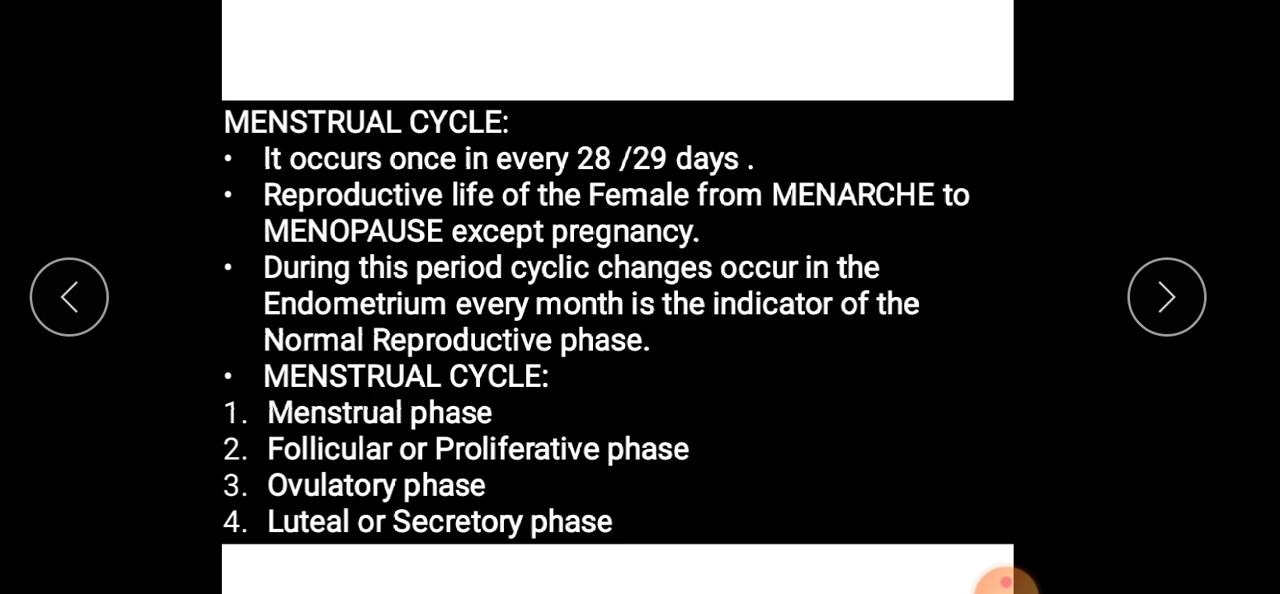 MENSTRUAL CYCLE:
• It occurs once in every 28 /29 days .
• Reproductive life of the Female from MENARCHE to
MENOPAUSE except pregnancy.
• During this period cyclic changes occur in the
Endometrium every month is the indicator of the
Normal Reproductive phase.
• MENSTRUAL CYCLE:
1. Menstrual phase
2. Follicular or Proliferative phase
3. Ovulatory phase
4. Luteal or Secretory phase